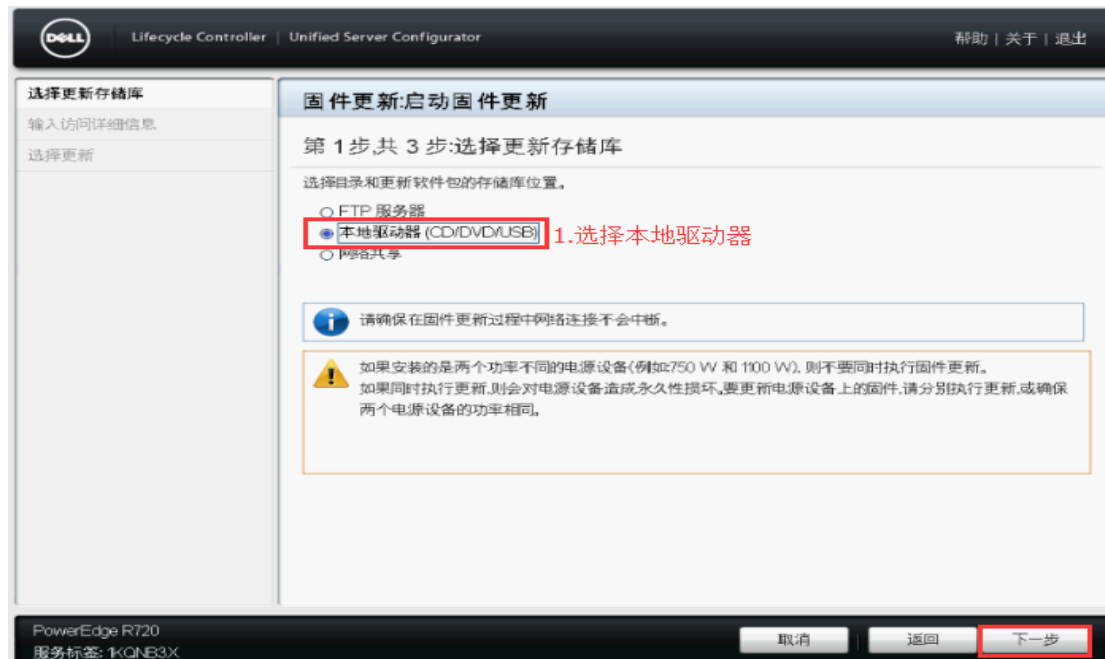 DELL
Lifecycle Controller | Unified Server Configurator
帮助 | 关于 | 退出
选择更新存储库
输入访问详细信息
选择更新
固件更新:启动固件更新
第 1步,共 3 步:选择更新存储库
选择目录和更新软件包的存储库位置。
FTP 服务器
本地驱动器 (CD/DVD/USB)
1.选择本地驱动器
网络共享
请确保在固件更新过程中网络连接不会中断。
如果安装的是两个功率不同的电源设备(例如:750 W 和 1100 W), 则不要同时执行固件更新。
如果同时执行更新,则会对电源设备造成永久性损坏。要更新电源设备上的固件,请分别执行更新,或确保
两个电源设备的功率相同。
PowerEdge R720
服务标签: 1KQNB3X
取消
返回
下一步